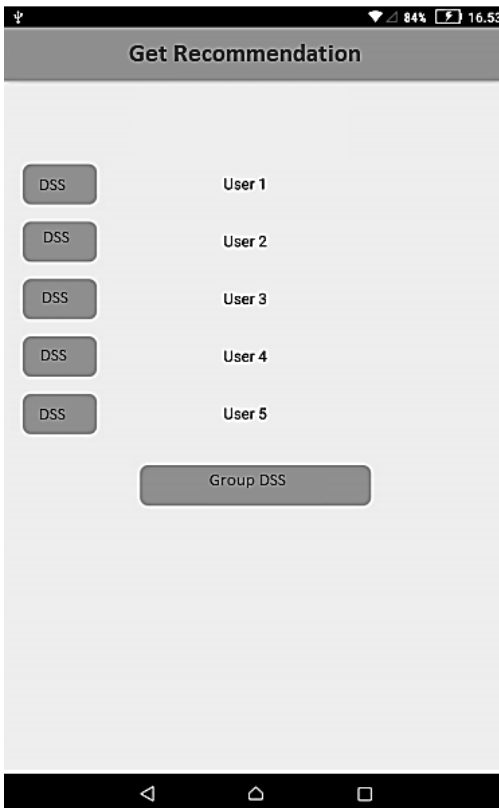 84% 16.53
Get Recommendation
DSS User 1
DSS User 2
DSS User 3
DSS User 4
DSS User 5
Group DSS